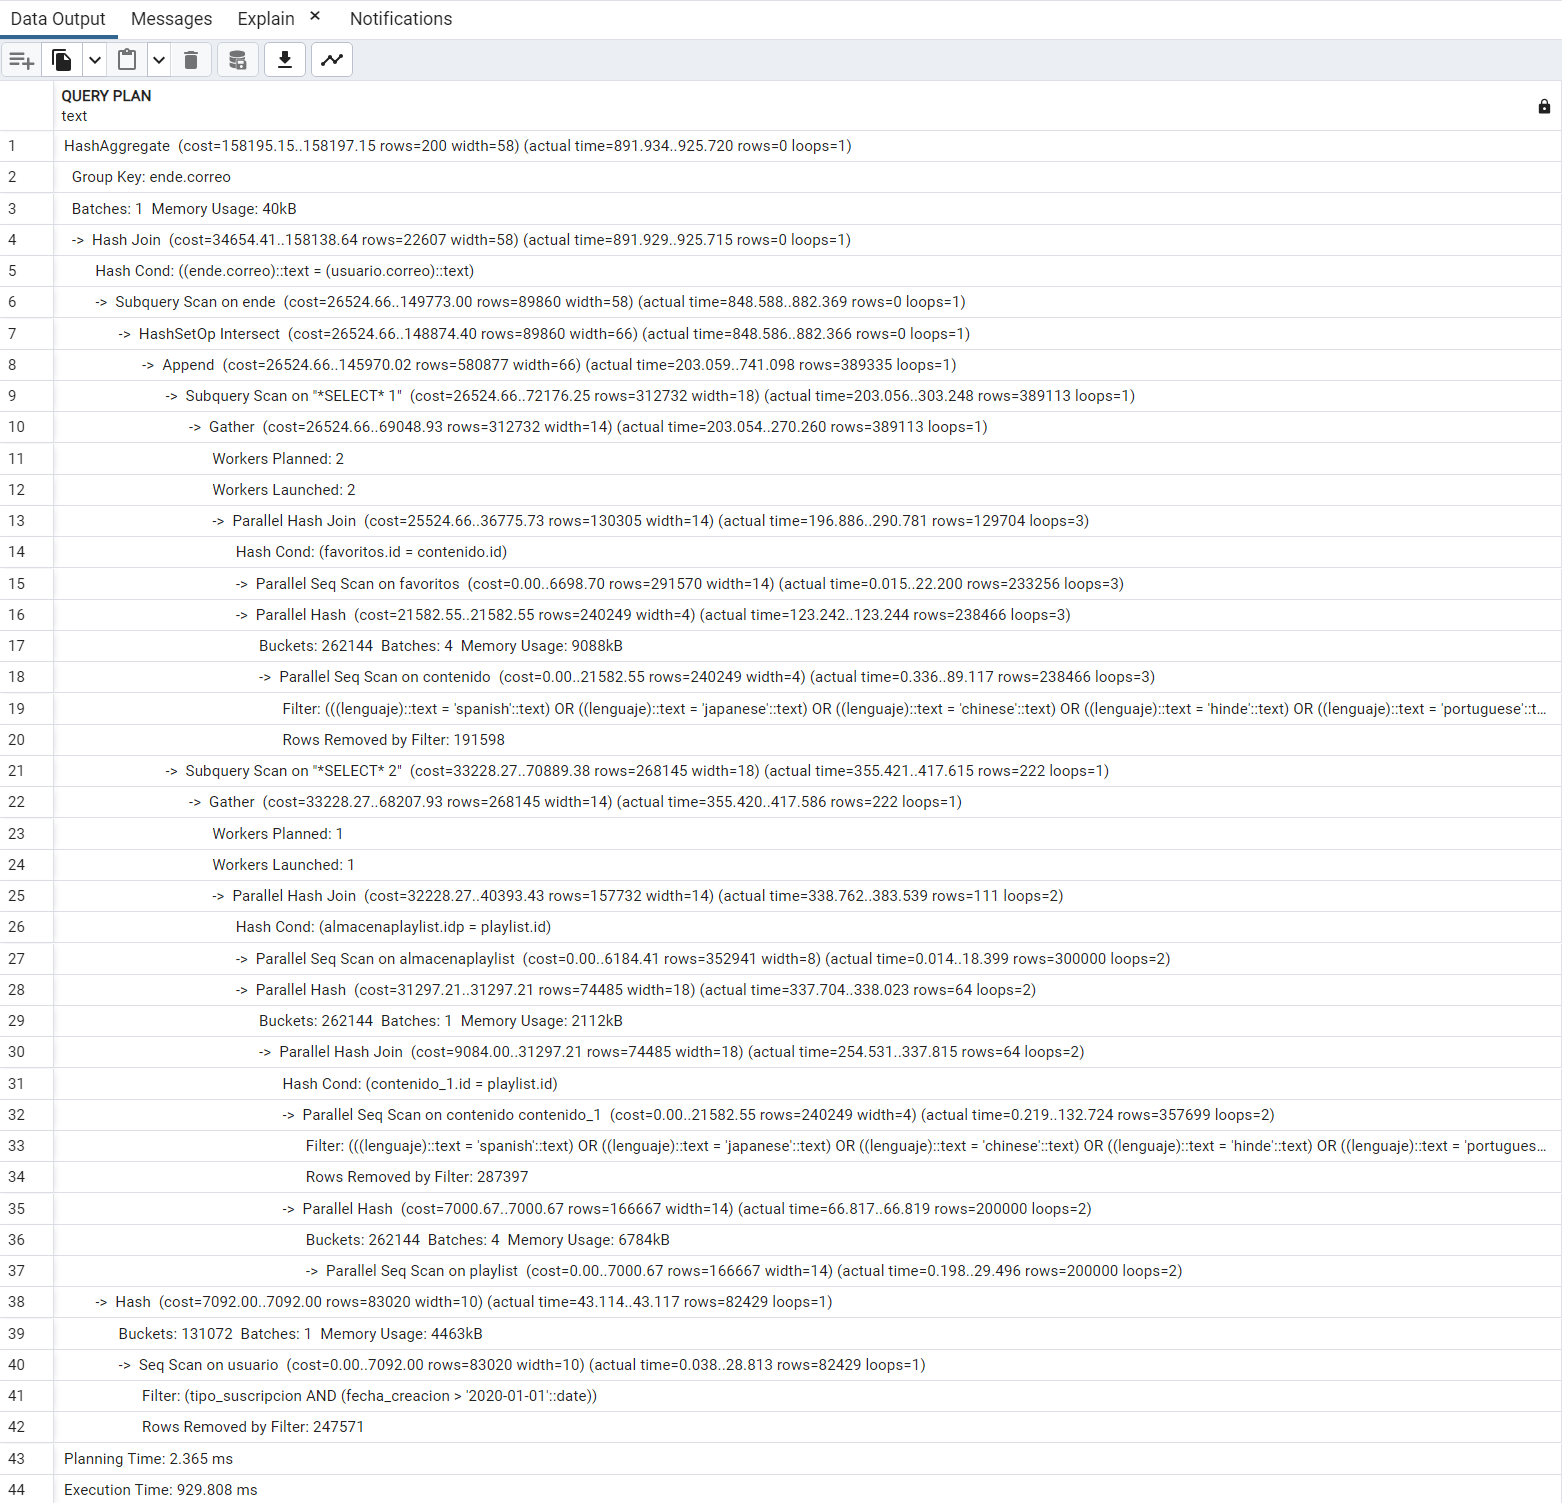 Data Output Messages Explain × Notifications
QUERY PLAN
text
1 HashAggregate (cost=158195.15..158197.15 rows=200 width=58) (actual time=891.934..925.720 rows=0 loops=1)
2 Group Key: ende.correo
3 Batches: 1 Memory Usage: 40kB
4 -> Hash Join (cost=34654.41..158138.64 rows=22607 width=58) (actual time=891.929..925.715 rows=0 loops=1)
5 Hash Cond: ((ende.correo)::text = (usuario.correo)::text)
6 -> Subquery Scan on ende (cost=26524.66..149773.00 rows=89860 width=58) (actual time=848.588..882.369 rows=0 loops=1)
7 -> HashSetOp Intersect (cost=26524.66..148874.40 rows=89860 width=66) (actual time=848.586..882.366 rows=0 loops=1)
8 -> Append (cost=26524.66..145970.02 rows=580877 width=66) (actual time=203.059..741.098 rows=389335 loops=1)
9 -> Subquery Scan on "*SELECT* 1" (cost=26524.66..72176.25 rows=312732 width=18) (actual time=203.056..303.248 rows=389113 loops=1)
10 -> Gather (cost=26524.66..69048.93 rows=312732 width=14) (actual time=203.054..270.260 rows=389113 loops=1)
11 Workers Planned: 2
12 Workers Launched: 2
13 -> Parallel Hash Join (cost=25524.66..36775.73 rows=130305 width=14) (actual time=196.886..290.781 rows=129704 loops=3)
14 Hash Cond: (favoritos.id = contenido.id)
15 -> Parallel Seq Scan on favoritos (cost=0.00..6698.70 rows=291570 width=14) (actual time=0.015..22.200 rows=233256 loops=3)
16 -> Parallel Hash (cost=21582.55..21582.55 rows=240249 width=4) (actual time=123.242..123.244 rows=238466 loops=3)
17 Buckets: 262144 Batches: 4 Memory Usage: 9088kB
18 -> Parallel Seq Scan on contenido (cost=0.00..21582.55 rows=240249 width=4) (actual time=0.336..89.117 rows=238466 loops=3)
19 Filter: (((lenguaje)::text = 'spanish'::text) OR ((lenguaje)::text = 'japanese'::text) OR ((lenguaje)::text = 'chinese'::text) OR ((lenguaje)::text = 'hinde'::text) OR ((lenguaje)::text = 'portuguese'::t...
20 Rows Removed by Filter: 191598
21 -> Subquery Scan on "*SELECT* 2" (cost=33228.27..70889.38 rows=268145 width=18) (actual time=355.421..417.615 rows=222 loops=1)
22 -> Gather (cost=33228.27..68207.93 rows=268145 width=14) (actual time=355.420..417.586 rows=222 loops=1)
23 Workers Planned: 1
24 Workers Launched: 1
25 -> Parallel Hash Join (cost=32228.27..40393.43 rows=157732 width=14) (actual time=338.762..383.539 rows=111 loops=2)
26 Hash Cond: (almacenaplaylist.idp = playlist.id)
27 -> Parallel Seq Scan on almacenaplaylist (cost=0.00..6184.41 rows=352941 width=8) (actual time=0.014..18.399 rows=300000 loops=2)
28 -> Parallel Hash (cost=31297.21..31297.21 rows=74485 width=18) (actual time=337.704..338.023 rows=64 loops=2)
29 Buckets: 262144 Batches: 1 Memory Usage: 2112kB
30 -> Parallel Hash Join (cost=9084.00..31297.21 rows=74485 width=18) (actual time=254.531..337.815 rows=64 loops=2)
31 Hash Cond: (contenido_1.id = playlist.id)
32 -> Parallel Seq Scan on contenido contenido_1 (cost=0.00..21582.55 rows=240249 width=4) (actual time=0.219..132.724 rows=357699 loops=2)
33 Filter: (((lenguaje)::text = 'spanish'::text) OR ((lenguaje)::text = 'japanese'::text) OR ((lenguaje)::text = 'chinese'::text) OR ((lenguaje)::text = 'hinde'::text) OR ((lenguaje)::text = 'portugues...
34 Rows Removed by Filter: 287397
35 -> Parallel Hash (cost=7000.67..7000.67 rows=166667 width=14) (actual time=66.817..66.819 rows=200000 loops=2)
36 Buckets: 262144 Batches: 4 Memory Usage: 6784kB
37 -> Parallel Seq Scan on playlist (cost=0.00..7000.67 rows=166667 width=14) (actual time=0.198..29.496 rows=200000 loops=2)
38 -> Hash (cost=7092.00..7092.00 rows=83020 width=10) (actual time=43.114..43.117 rows=82429 loops=1)
39 Buckets: 131072 Batches: 1 Memory Usage: 4463kB
40 -> Seq Scan on usuario (cost=0.00..7092.00 rows=83020 width=10) (actual time=0.038..28.813 rows=82429 loops=1)
41 Filter: (tipo_suscripcion AND (fecha_creacion > '2020-01-01'::date))
42 Rows Removed by Filter: 247571
43 Planning Time: 2.365 ms
44 Execution Time: 929.808 ms